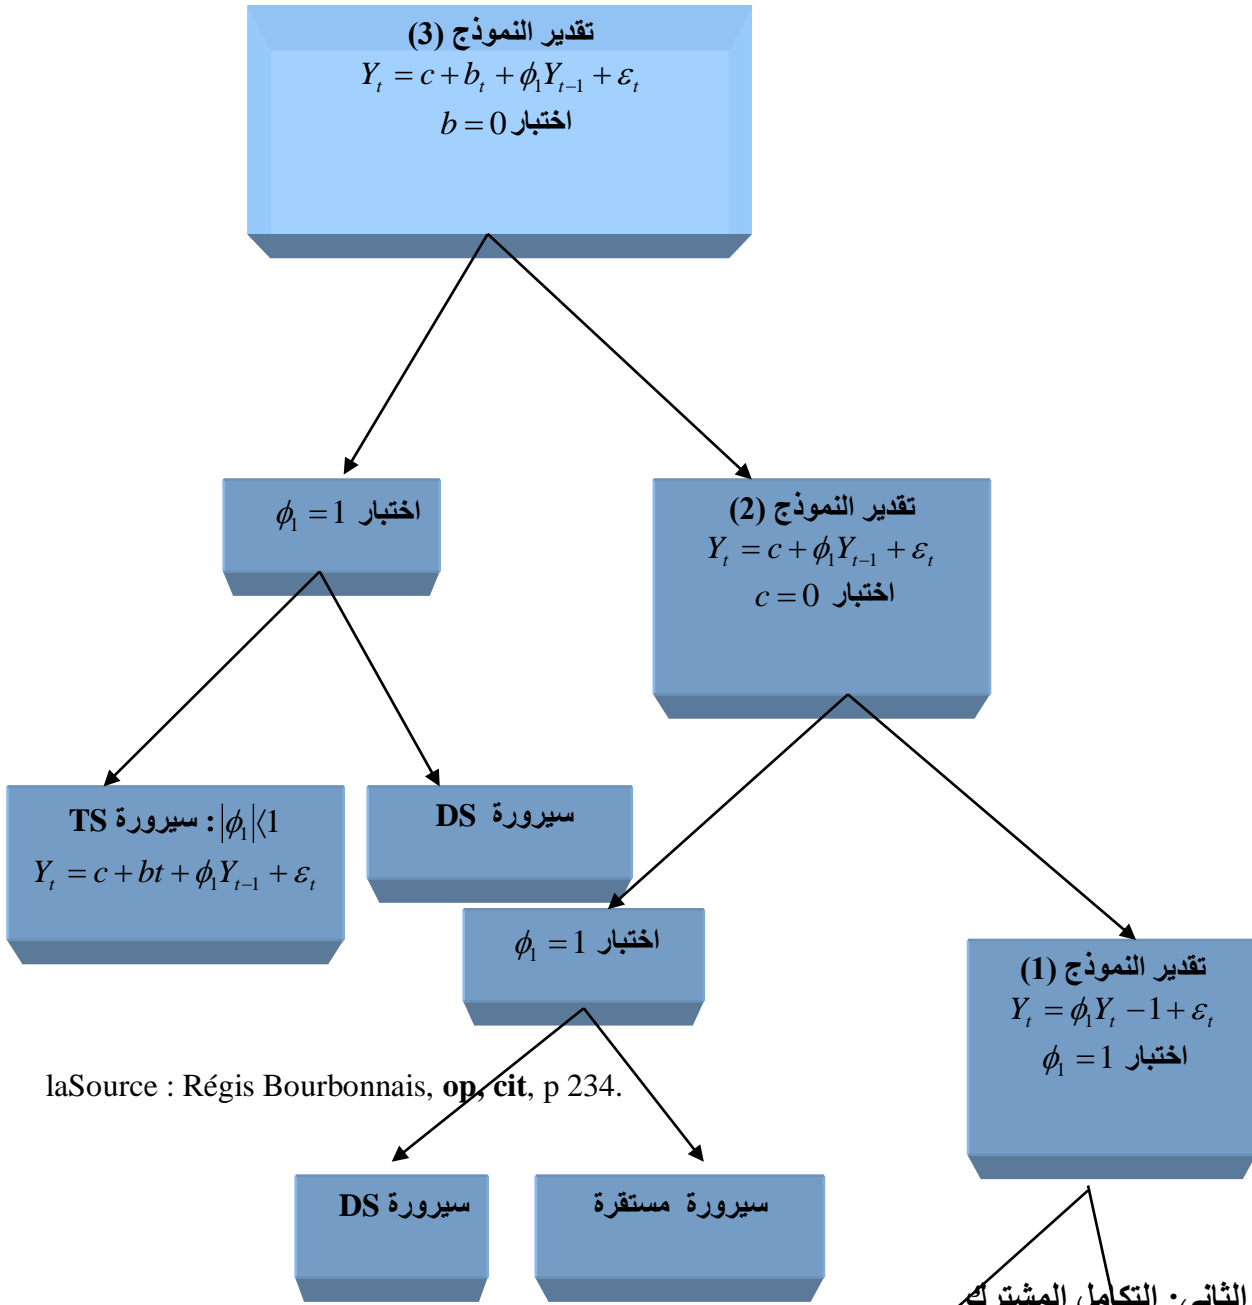 تقدير النموذج (3)
Y_t = c + b_t + ϕ_1 Y_{t−1} + ε_t
اختبار b = 0
اختبار ϕ_1 = 1
تقدير النموذج (2)
Y_t = c + ϕ_1 Y_{t−1} + ε_t
اختبار c = 0
سيرورة TS : |ϕ_1|⟨1
Y_t = c + bt + ϕ_1 Y_{t−1} + ε_t
سيرورة DS
اختبار ϕ_1 = 1
تقدير النموذج (1)
Y_t = ϕ_1 Y_t − 1 + ε_t
اختبار ϕ_1 = 1
laSource : Régis Bourbonnais, op, cit, p 234.
سيرورة DS
سيرورة مستقرة
الثاني: التكامل المشترك